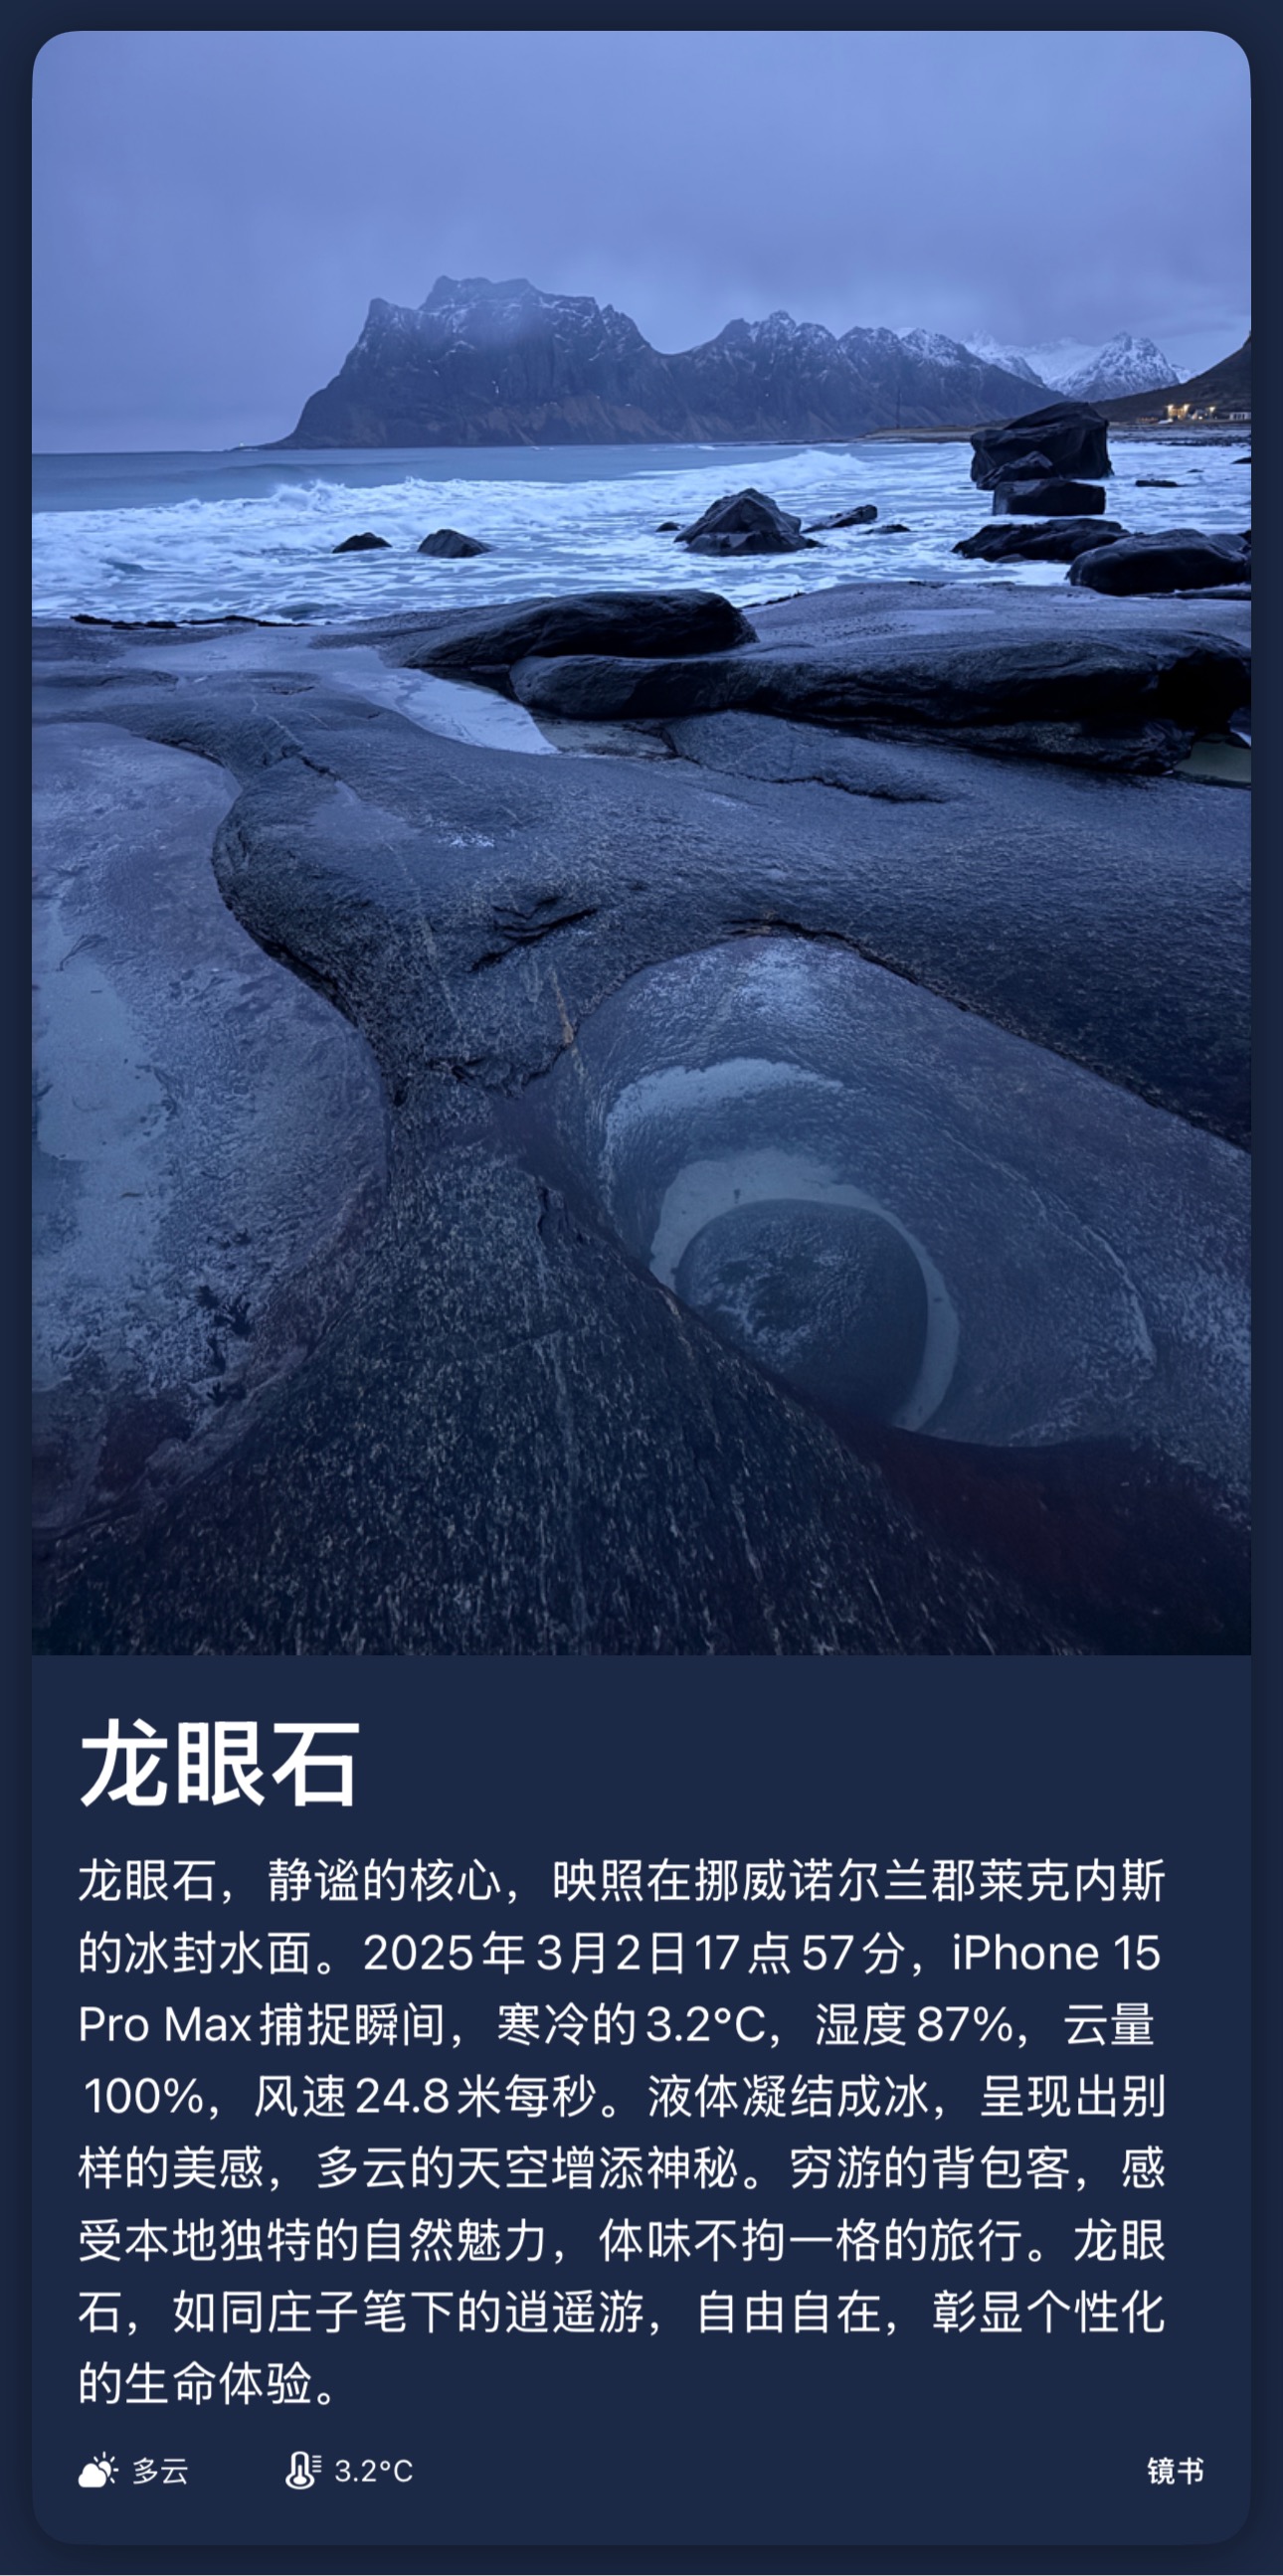 龙眼石
龙眼石，静谧的核心，映照在挪威诺尔兰郡莱克内斯
的冰封水面。2025年3月2日17点57分，iPhone 15
Pro Max捕捉瞬间，寒冷的3.2°C，湿度87%，云量
100%，风速24.8米每秒。液体凝结成冰，呈现出别
样的美感，多云的天空增添神秘。穷游的背包客，感
受本地独特的自然魅力，体味不拘一格的旅行。龙眼
石，如同庄子笔下的逍遥游，自由自在，彰显个性化
的生命体验。
多云 3.2°C 镜书